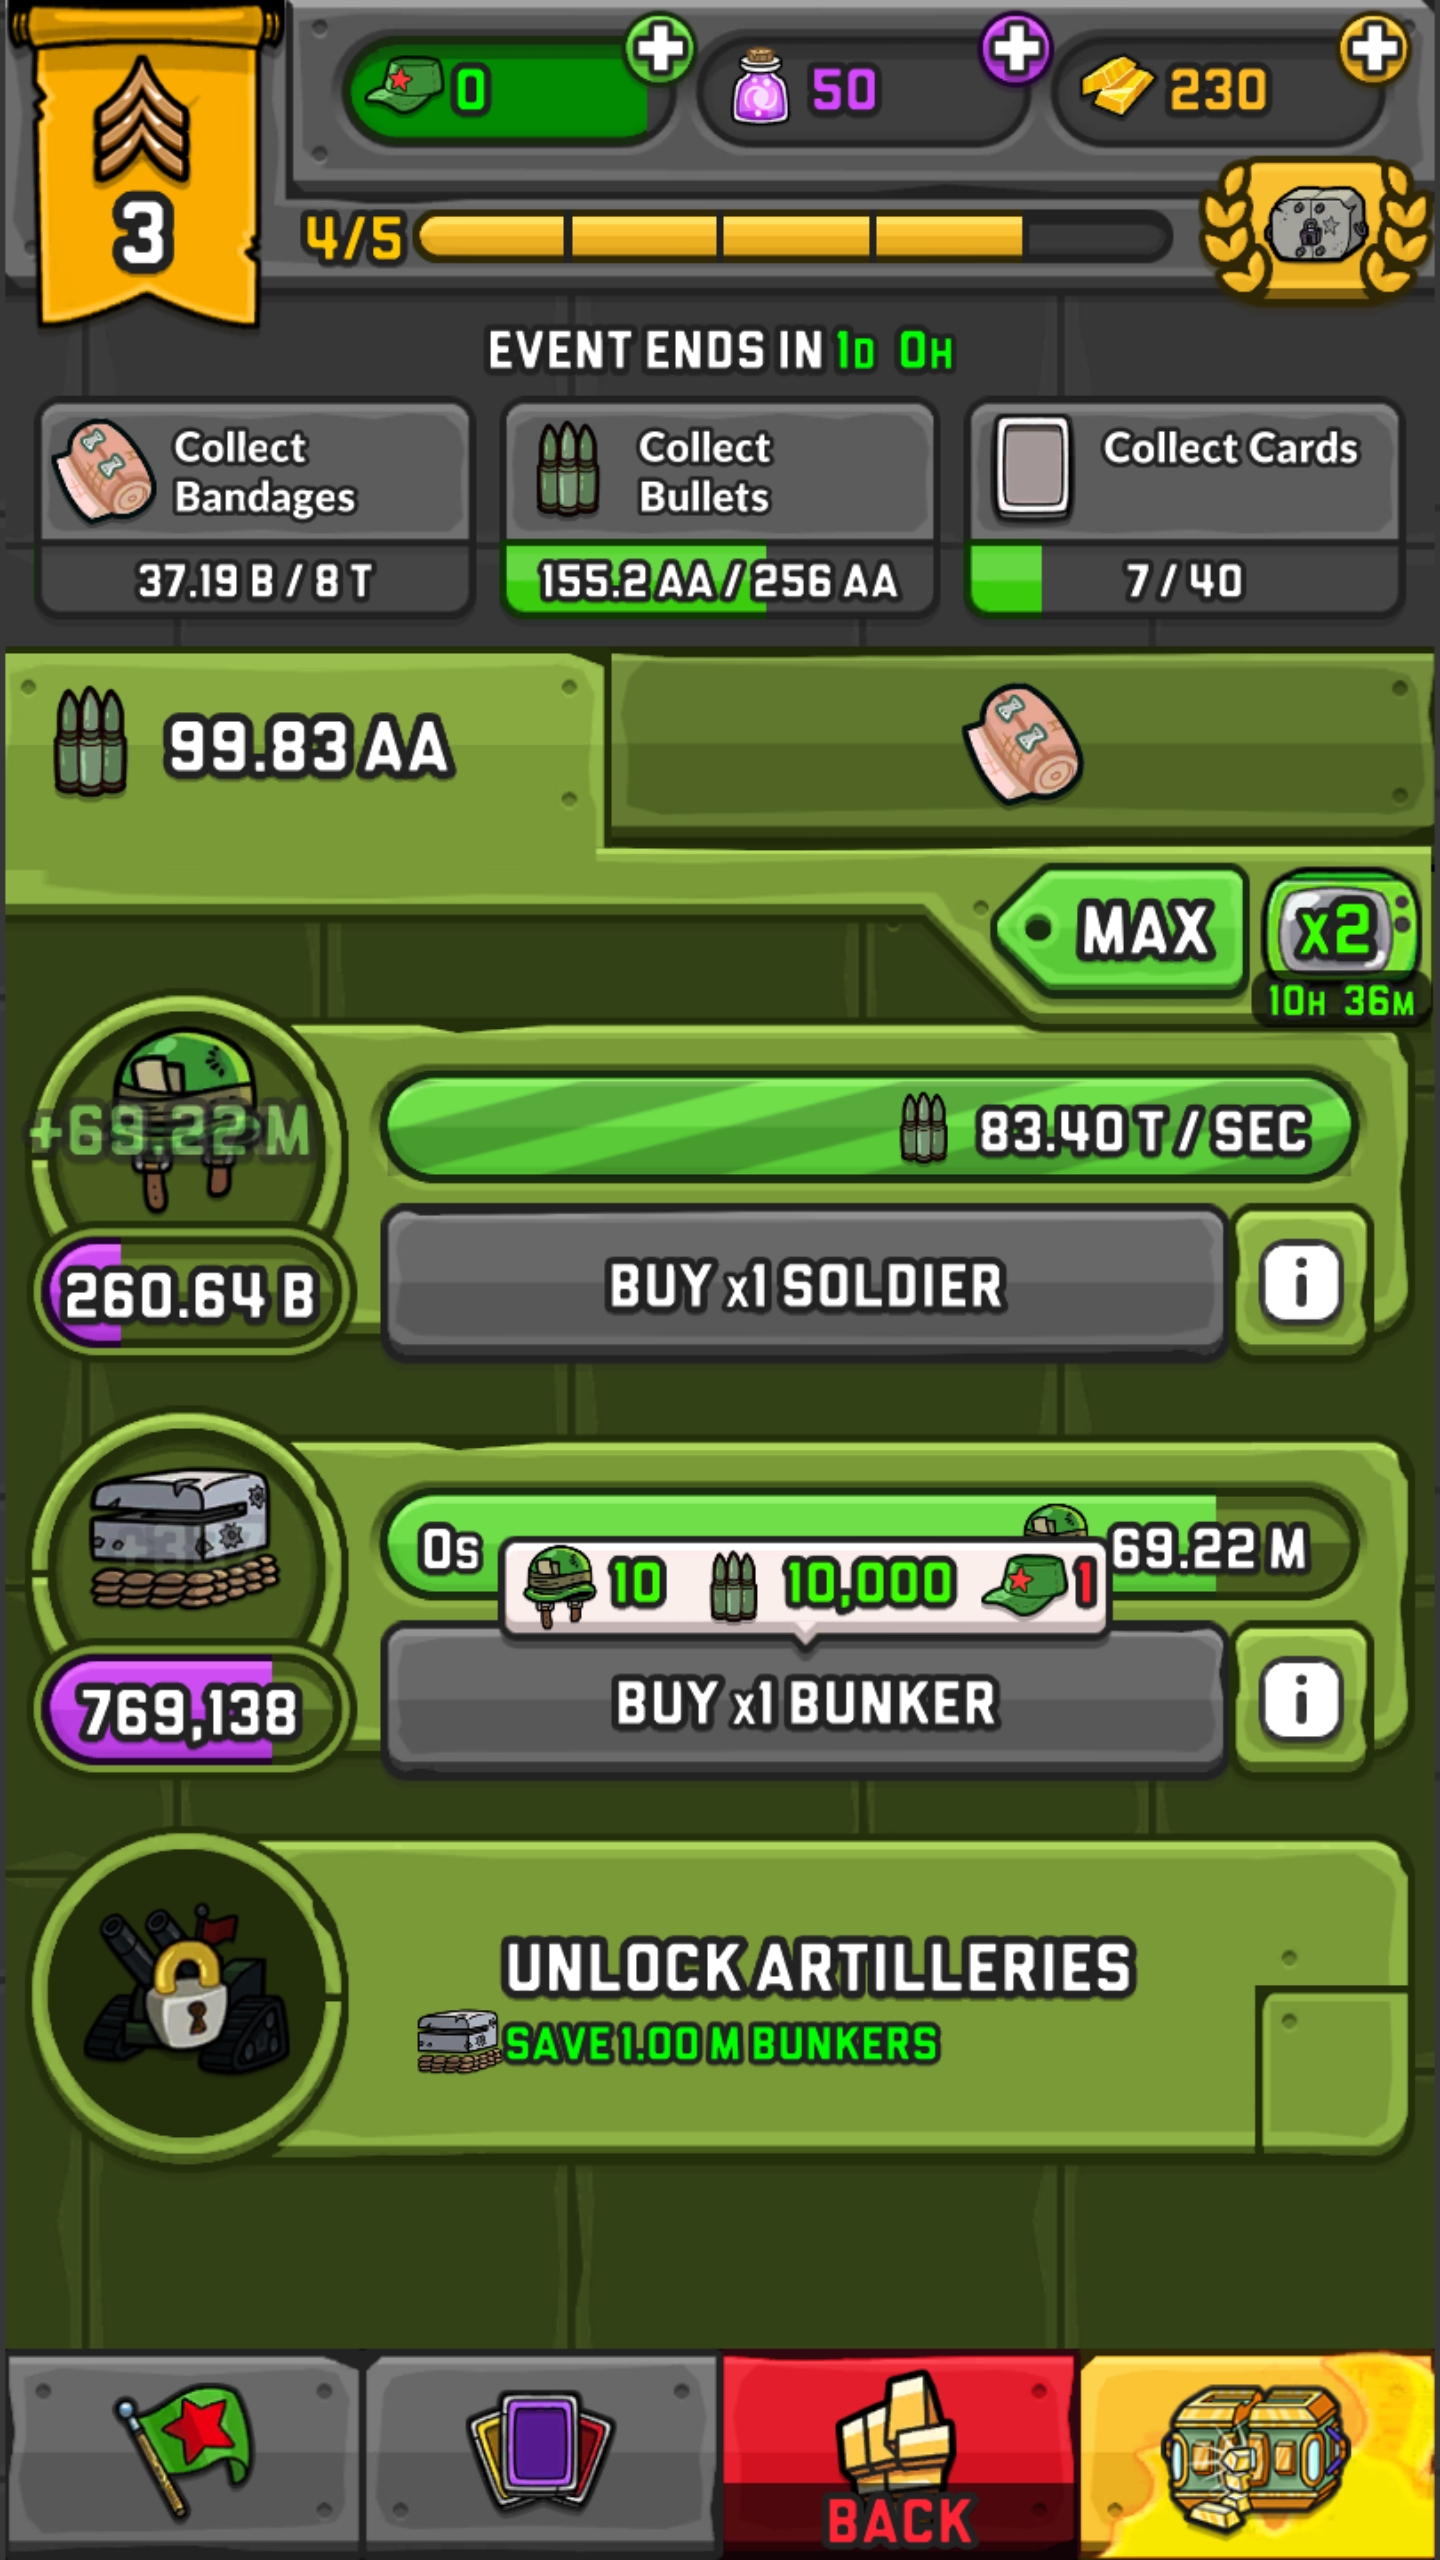 0
50
230
3
4/5
EVENT ENDS IN 1D 0H
Collect
Bandages
37.19 B / 8 T
Collect
Bullets
155.2 AA / 256 AA
Collect Cards
7 / 40
99.83 AA
MAX
x2
10H 36M
+69.22 M
83.40 T / SEC
260.64 B
BUY x1 SOLDIER
i
0s
69.22 M
10
10,000
1
769,138
BUY x1 BUNKER
i
UNLOCK ARTILLERIES
SAVE 1.00 M BUNKERS
BACK